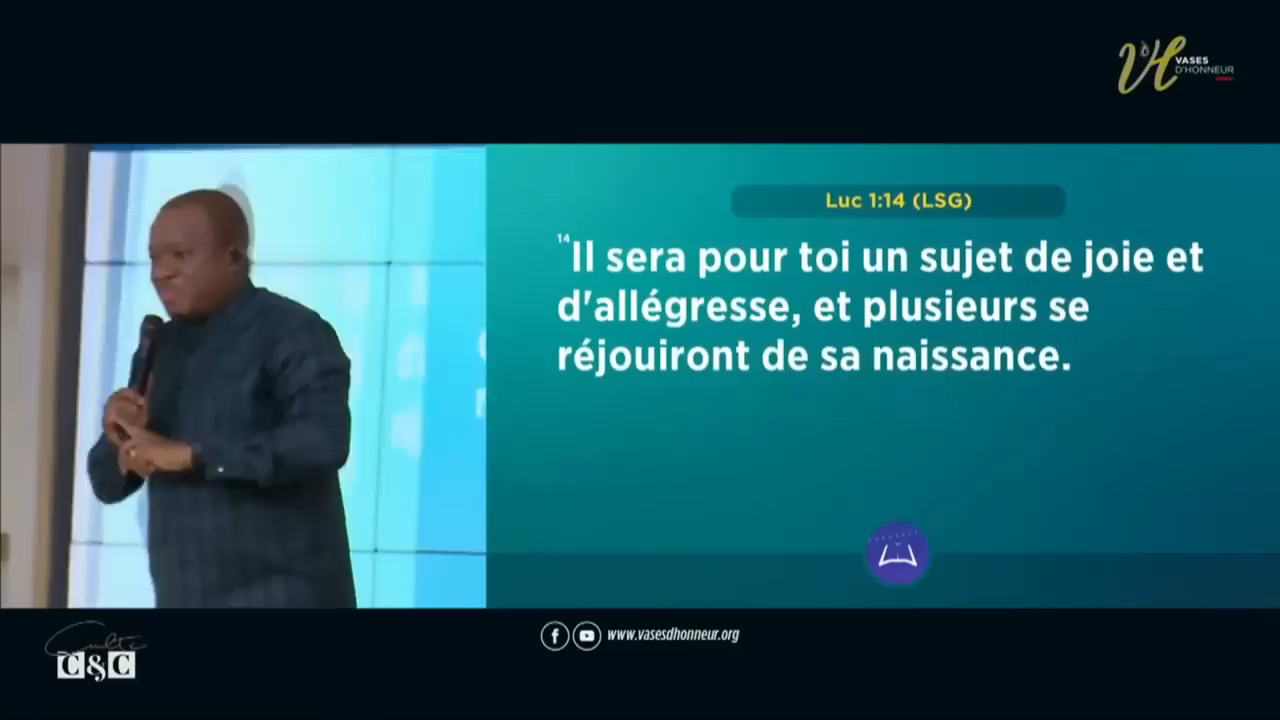 VASES
D'HONNEUR
Luc 1:14 (LSG)
14Il sera pour toi un sujet de joie et
d'allégresse, et plusieurs se
réjouiront de sa naissance.
www.vasesdhonneur.org
Culte
C&C